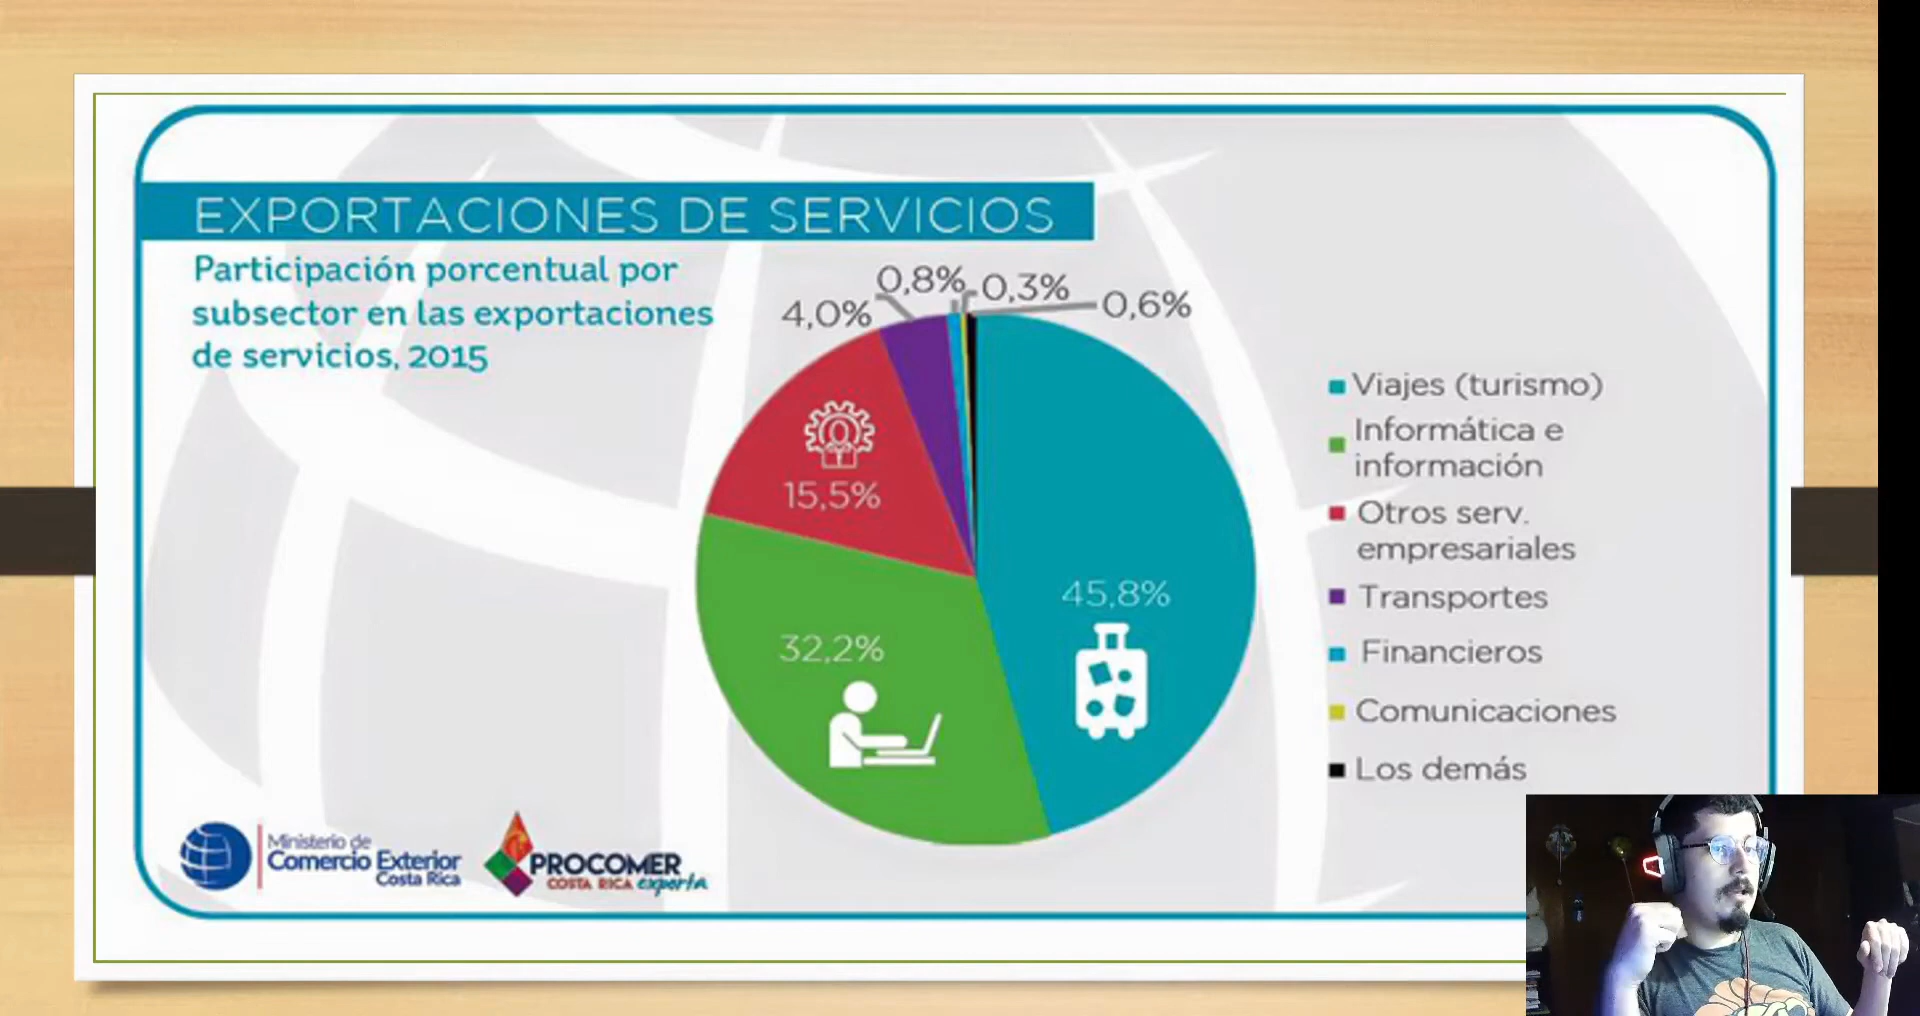 EXPORTACIONES DE SERVICIOS
Participación porcentual por
subsector en las exportaciones
de servicios, 2015
4,0%
0,8%
0,3%
0,6%
15,5%
45,8%
32,2%
Viajes (turismo)
Informática e
información
Otros serv.
empresariales
Transportes
Financieros
Comunicaciones
Los demás
Ministerio de
Comercio Exterior
Costa Rica
PROCOMER
COSTA RICA exporta